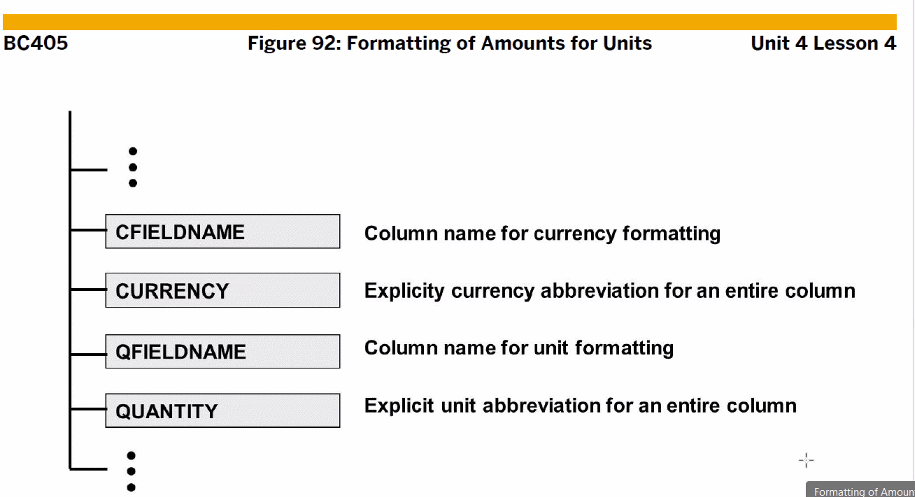 BC405 Figure 92: Formatting of Amounts for Units Unit 4 Lesson 4
CFIELDNAME Column name for currency formatting
CURRENCY Explicity currency abbreviation for an entire column
QFIELDNAME Column name for unit formatting
QUANTITY Explicit unit abbreviation for an entire column
Formatting of Amoun